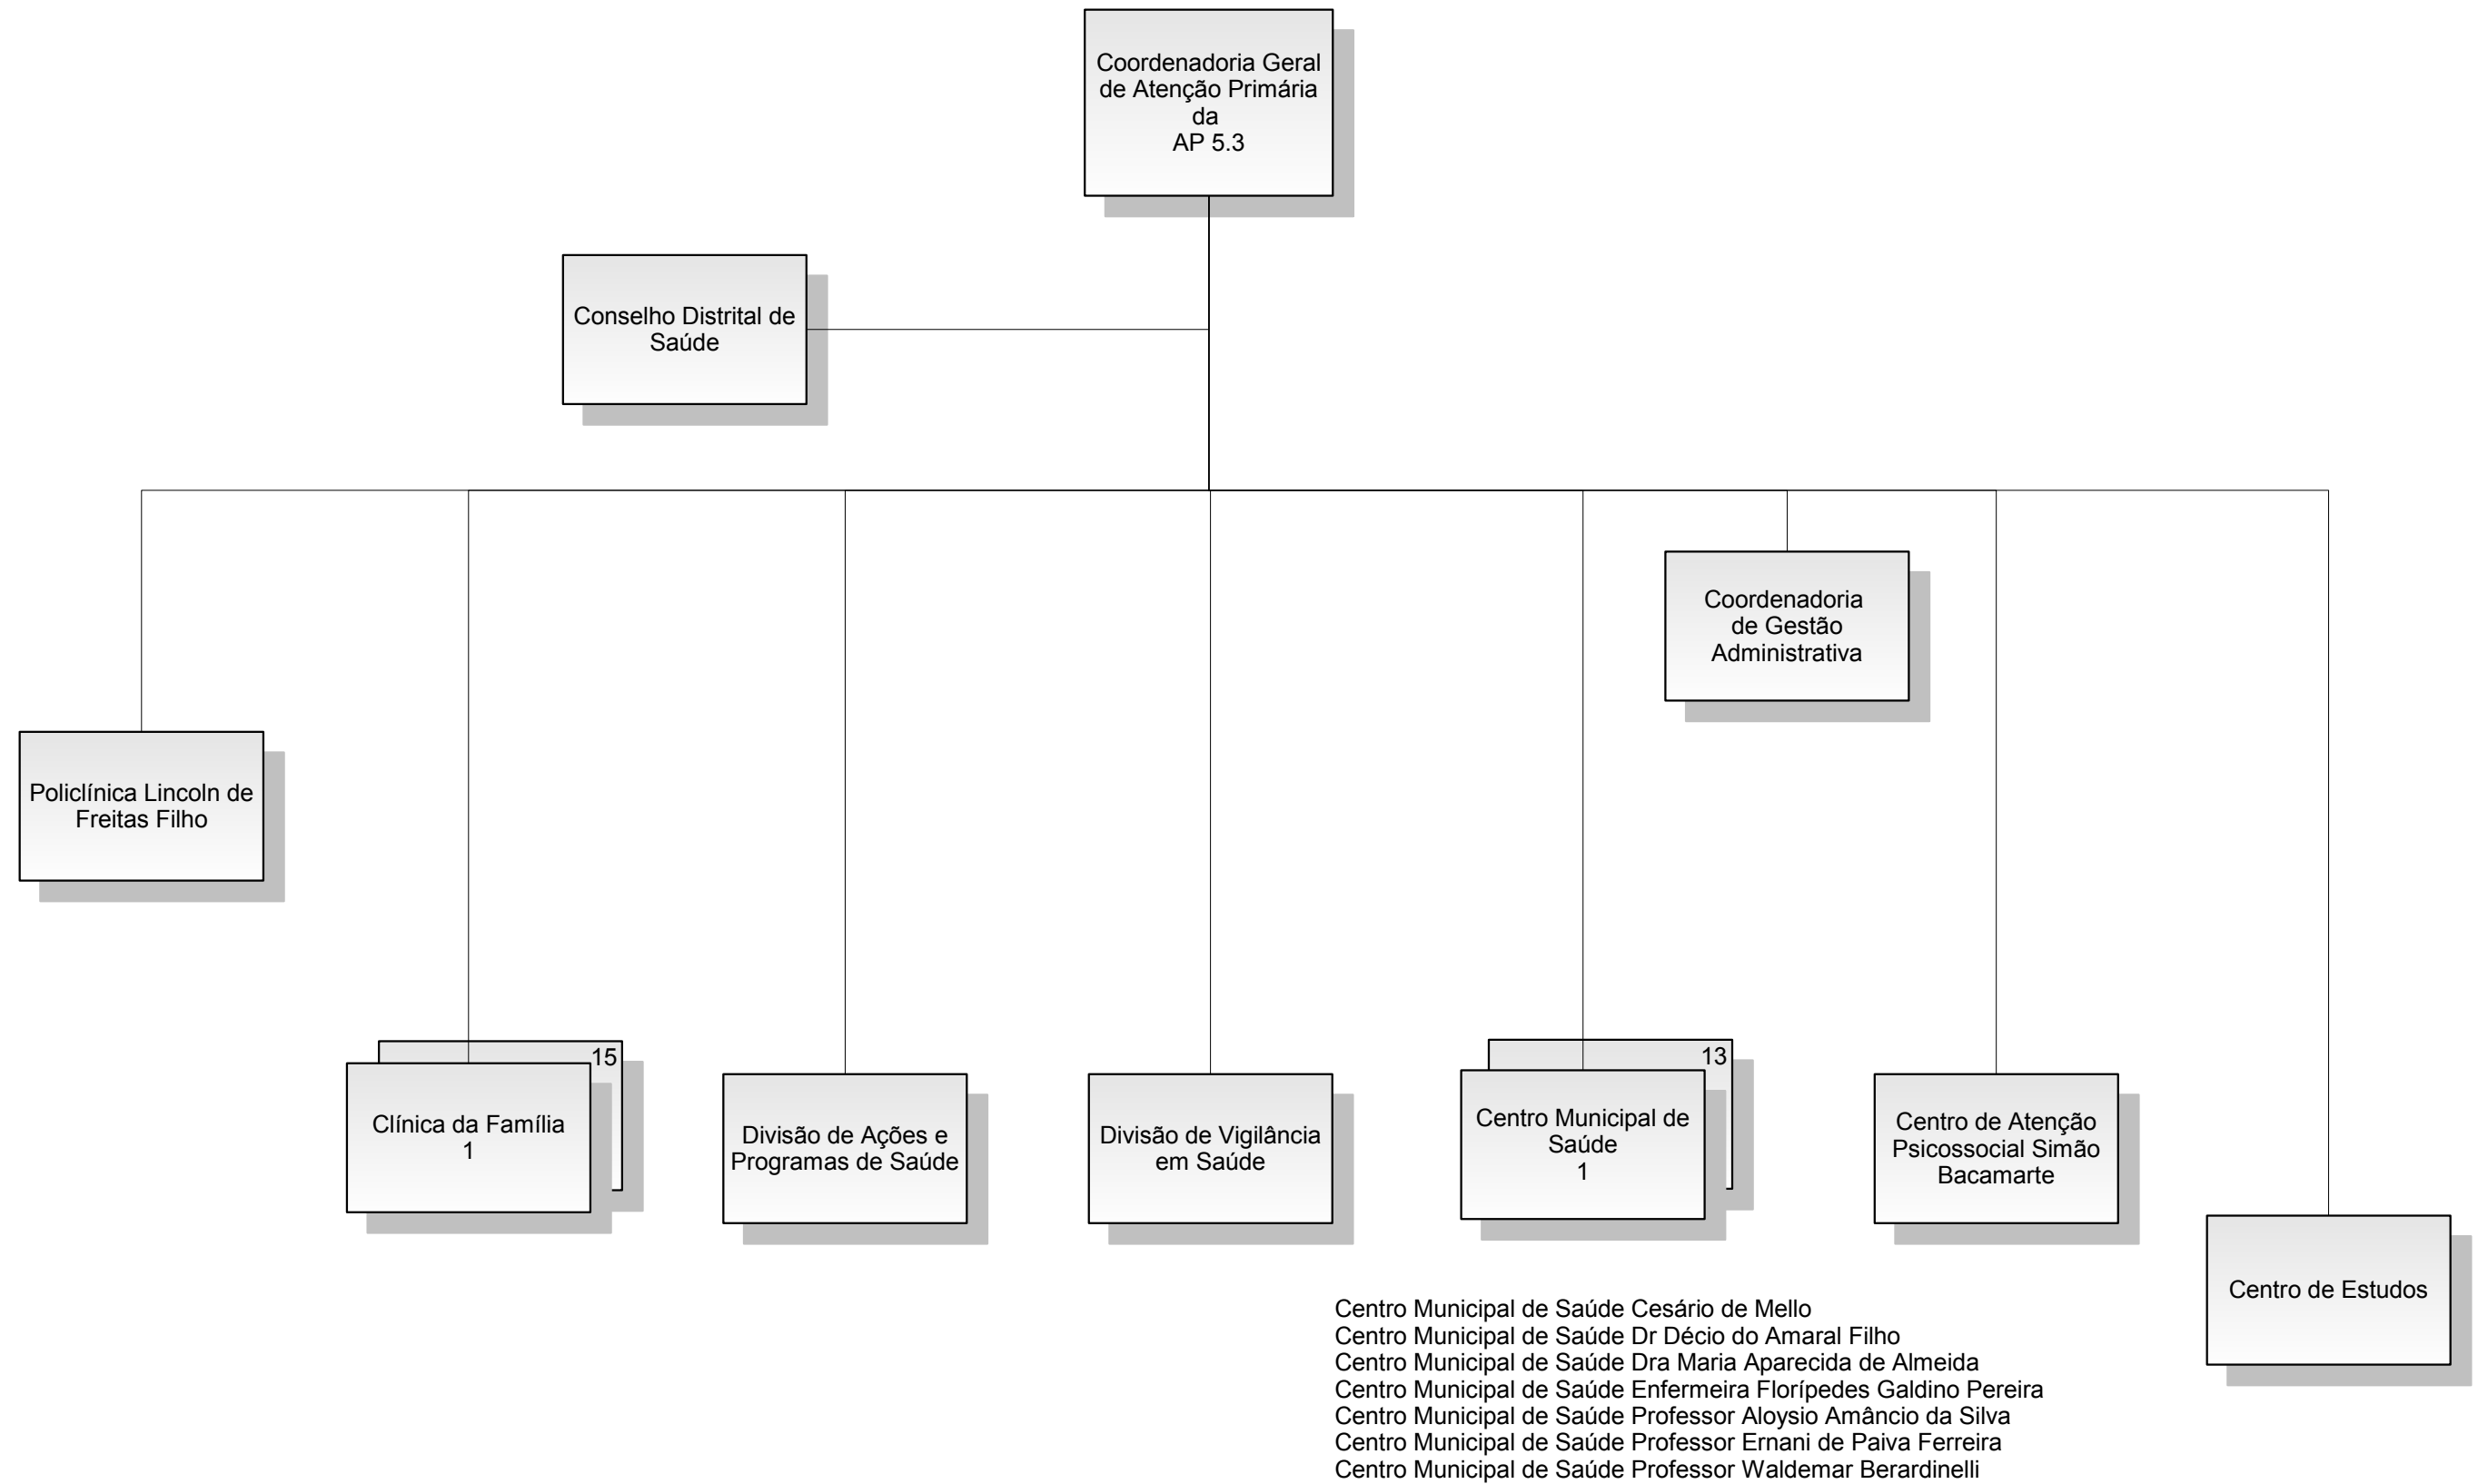 Coordenadoria Geral
de Atenção Primária
da
AP 5.3
Conselho Distrital de
Saúde
Coordenadoria
de Gestão
Administrativa
Policlínica Lincoln de
Freitas Filho
15
Clínica da Família
1
Divisão de Ações e
Programas de Saúde
Divisão de Vigilância
em Saúde
13
Centro Municipal de
Saúde
1
Centro de Atenção
Psicossocial Simão
Bacamarte
Centro de Estudos
Centro Municipal de Saúde Cesário de Mello
Centro Municipal de Saúde Dr Décio do Amaral Filho
Centro Municipal de Saúde Dra Maria Aparecida de Almeida
Centro Municipal de Saúde Enfermeira Florípedes Galdino Pereira
Centro Municipal de Saúde Professor Aloysio Amâncio da Silva
Centro Municipal de Saúde Professor Ernani de Paiva Ferreira
Centro Municipal de Saúde Professor Waldemar Berardinelli